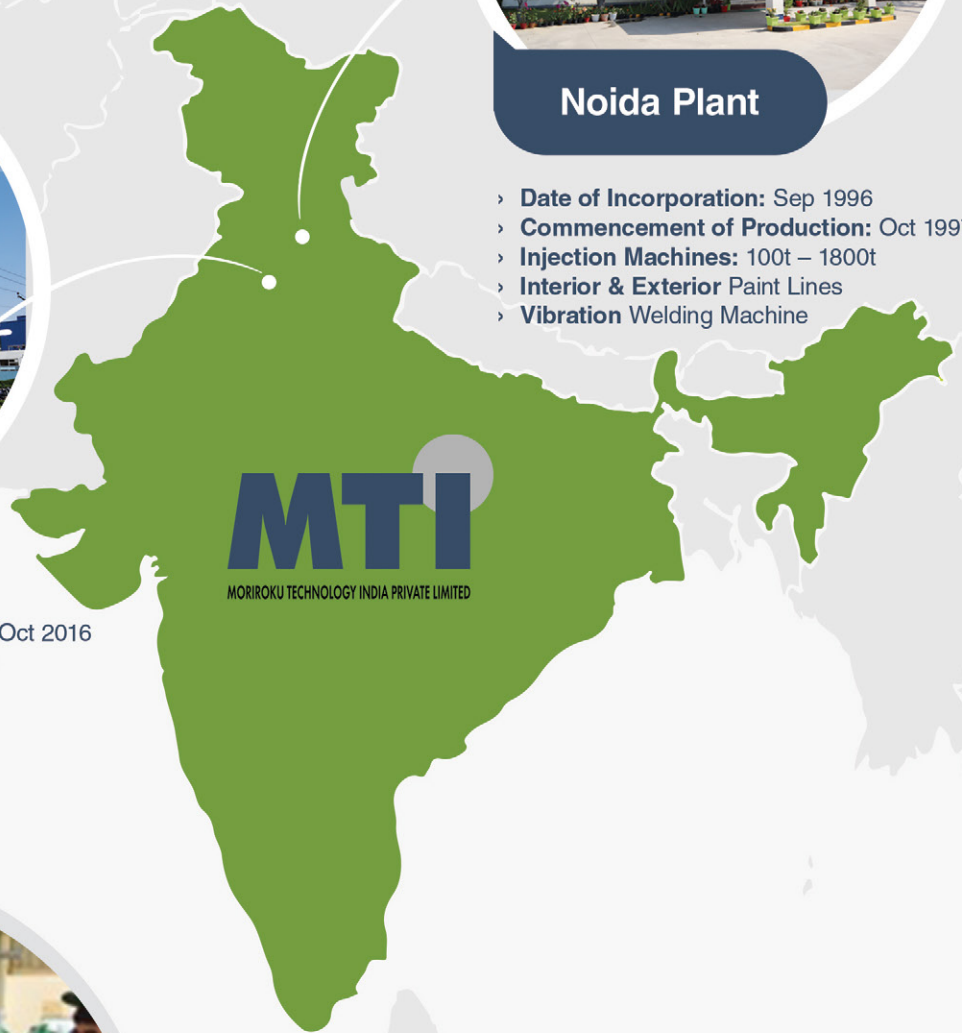 Noida Plant
› Date of Incorporation: Sep 1996
› Commencement of Production: Oct 199
› Injection Machines: 100t – 1800t
› Interior & Exterior Paint Lines
› Vibration Welding Machine
MTI
MORIROKU TECHNOLOGY INDIA PRIVATE LIMITED
Oct 2016